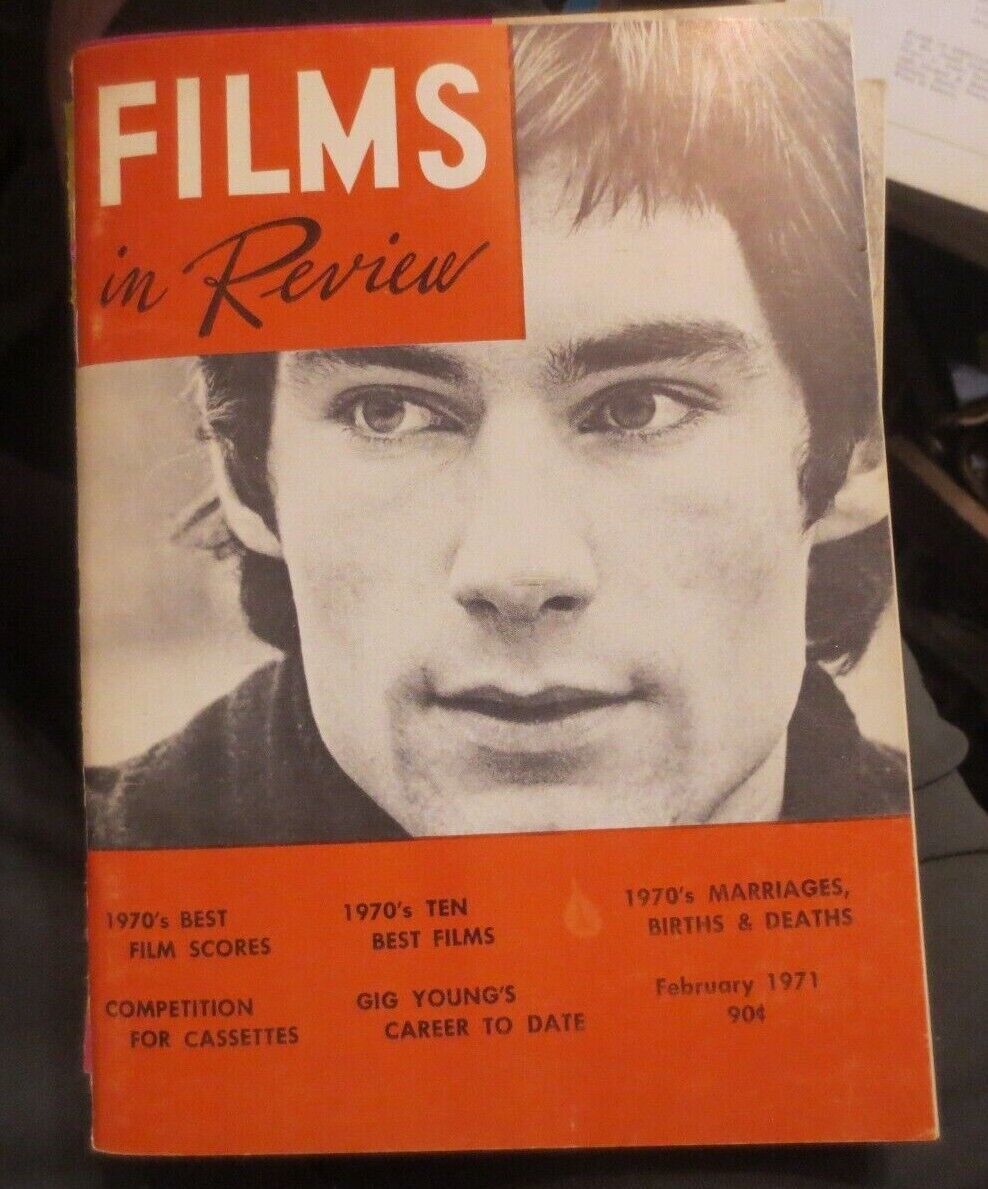 FILMS
in Review
1970's BEST
FILM SCORES
1970's TEN
BEST FILMS
1970's MARRIAGES,
BIRTHS & DEATHS
COMPETITION
FOR CASSETTES
GIG YOUNG'S
CAREER TO DATE
February 1971
90¢